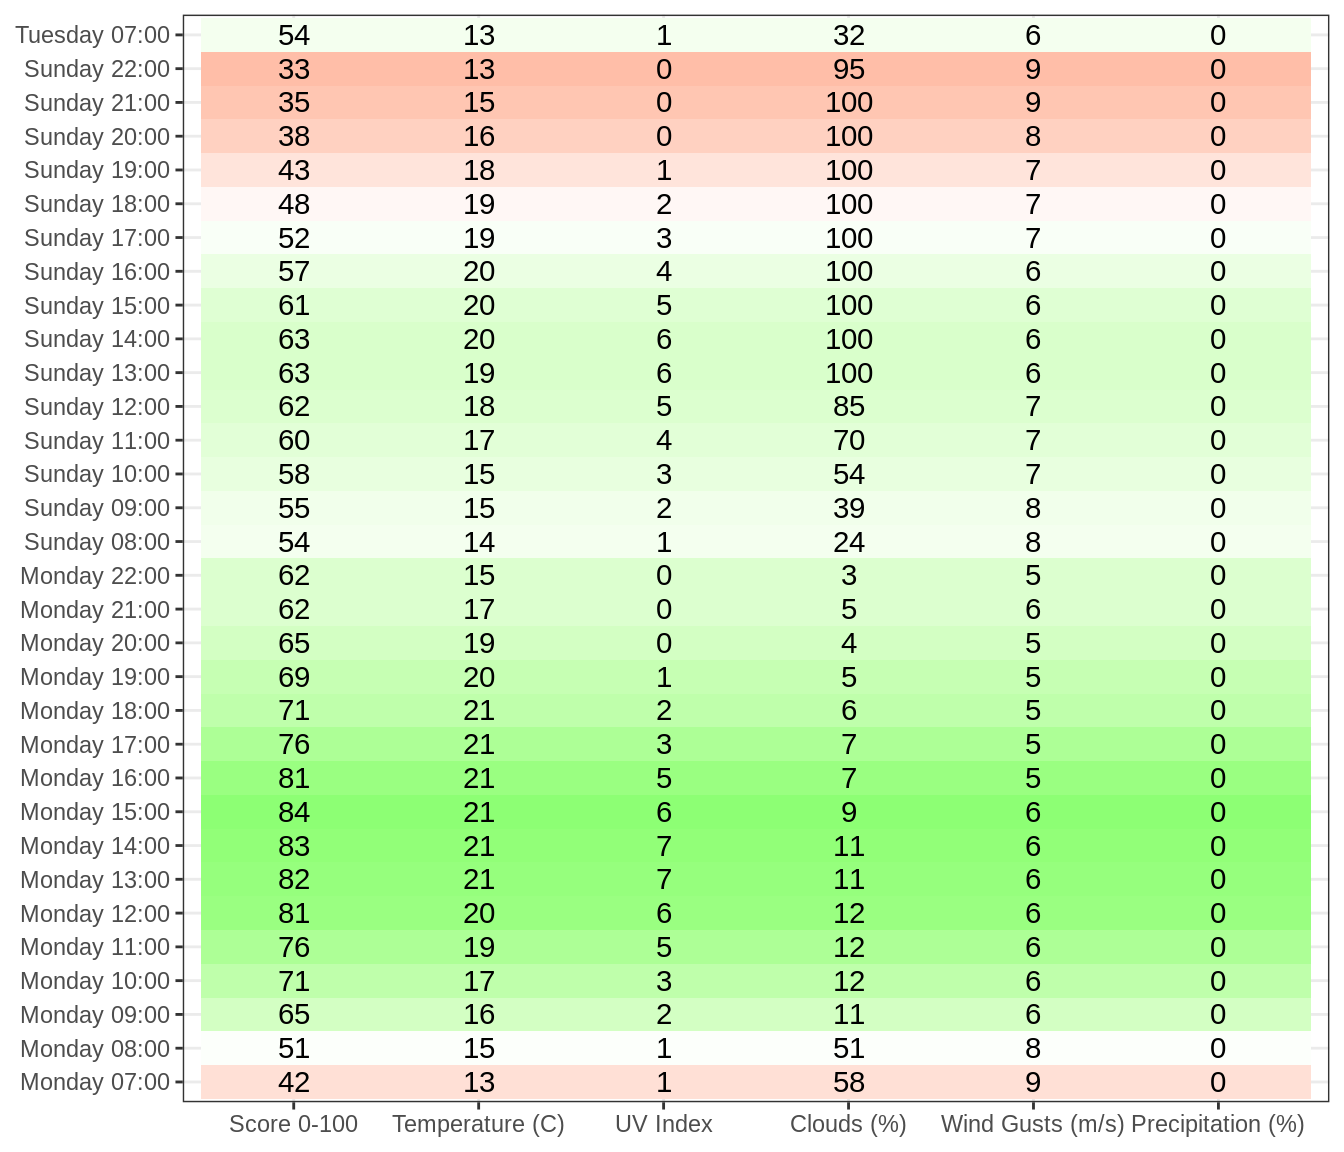 Tuesday 07:00 54 13 1 32 6 0
Sunday 22:00 33 13 0 95 9 0
Sunday 21:00 35 15 0 100 9 0
Sunday 20:00 38 16 0 100 8 0
Sunday 19:00 43 18 1 100 7 0
Sunday 18:00 48 19 2 100 7 0
Sunday 17:00 52 19 3 100 7 0
Sunday 16:00 57 20 4 100 6 0
Sunday 15:00 61 20 5 100 6 0
Sunday 14:00 63 20 6 100 6 0
Sunday 13:00 63 19 6 100 6 0
Sunday 12:00 62 18 5 85 7 0
Sunday 11:00 60 17 4 70 7 0
Sunday 10:00 58 15 3 54 7 0
Sunday 09:00 55 15 2 39 8 0
Sunday 08:00 54 14 1 24 8 0
Monday 22:00 62 15 0 3 5 0
Monday 21:00 62 17 0 5 6 0
Monday 20:00 65 19 0 4 5 0
Monday 19:00 69 20 1 5 5 0
Monday 18:00 71 21 2 6 5 0
Monday 17:00 76 21 3 7 5 0
Monday 16:00 81 21 5 7 5 0
Monday 15:00 84 21 6 9 6 0
Monday 14:00 83 21 7 11 6 0
Monday 13:00 82 21 7 11 6 0
Monday 12:00 81 20 6 12 6 0
Monday 11:00 76 19 5 12 6 0
Monday 10:00 71 17 3 12 6 0
Monday 09:00 65 16 2 11 6 0
Monday 08:00 51 15 1 51 8 0
Monday 07:00 42 13 1 58 9 0
Score 0-100 Temperature (C) UV Index Clouds (%) Wind Gusts (m/s) Precipitation (%)